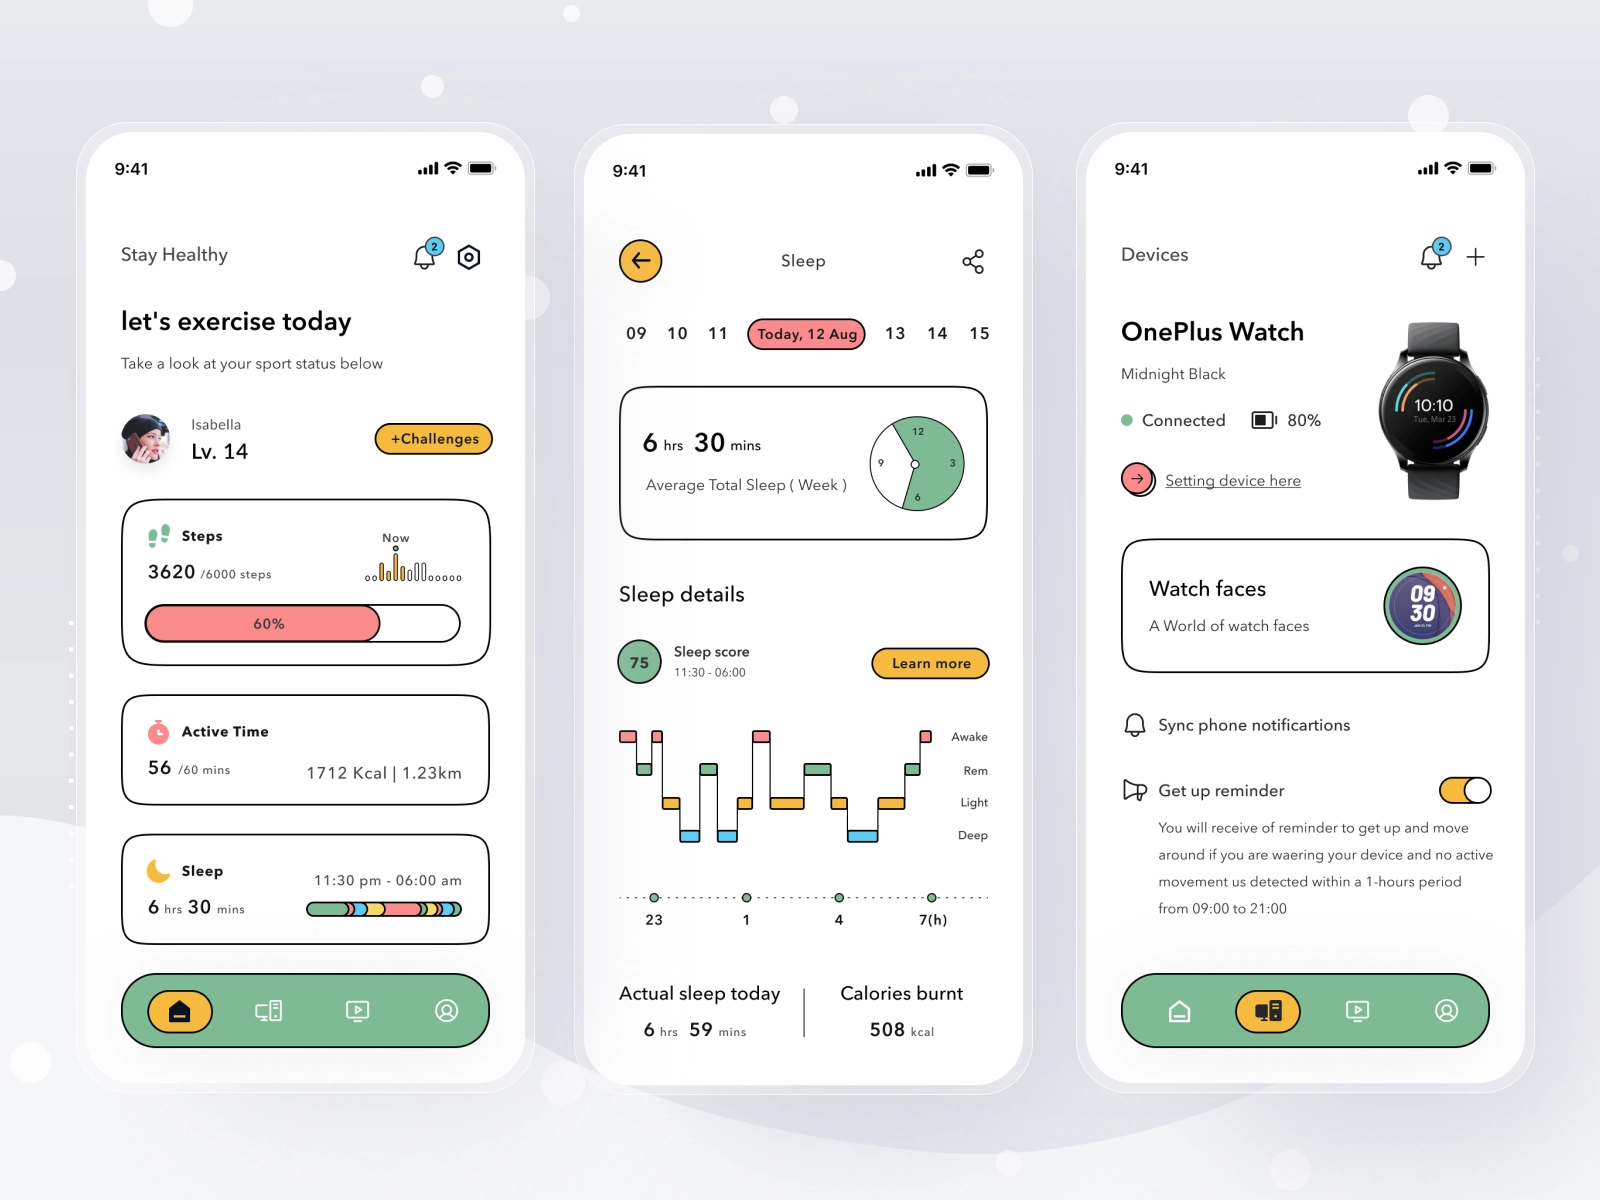 9:41
Stay Healthy
2
let's exercise today
Take a look at your sport status below
Isabella
Lv. 14
+Challenges
Steps
3620 /6000 steps
Now
60%
Active Time
56 /60 mins
1712 Kcal | 1.23km
Sleep
11:30 pm - 06:00 am
6 hrs 30 mins
9:41
Sleep
09 10 11 Today, 12 Aug 13 14 15
6 hrs 30 mins
Average Total Sleep ( Week )
12
9 3
6
Sleep details
75
Sleep score
11:30 - 06:00
Learn more
Awake
Rem
Light
Deep
23 1 4 7(h)
Actual sleep today
6 hrs 59 mins
Calories burnt
508 kcal
9:41
Devices
2
OnePlus Watch
Midnight Black
Connected 80%
Setting device here
10:10
Tue, Mar 23
Watch faces
A World of watch faces
09
30
Sync phone notificartions
Get up reminder
You will receive of reminder to get up and move
around if you are waering your device and no active
movement us detected within a 1-hours period
from 09:00 to 21:00